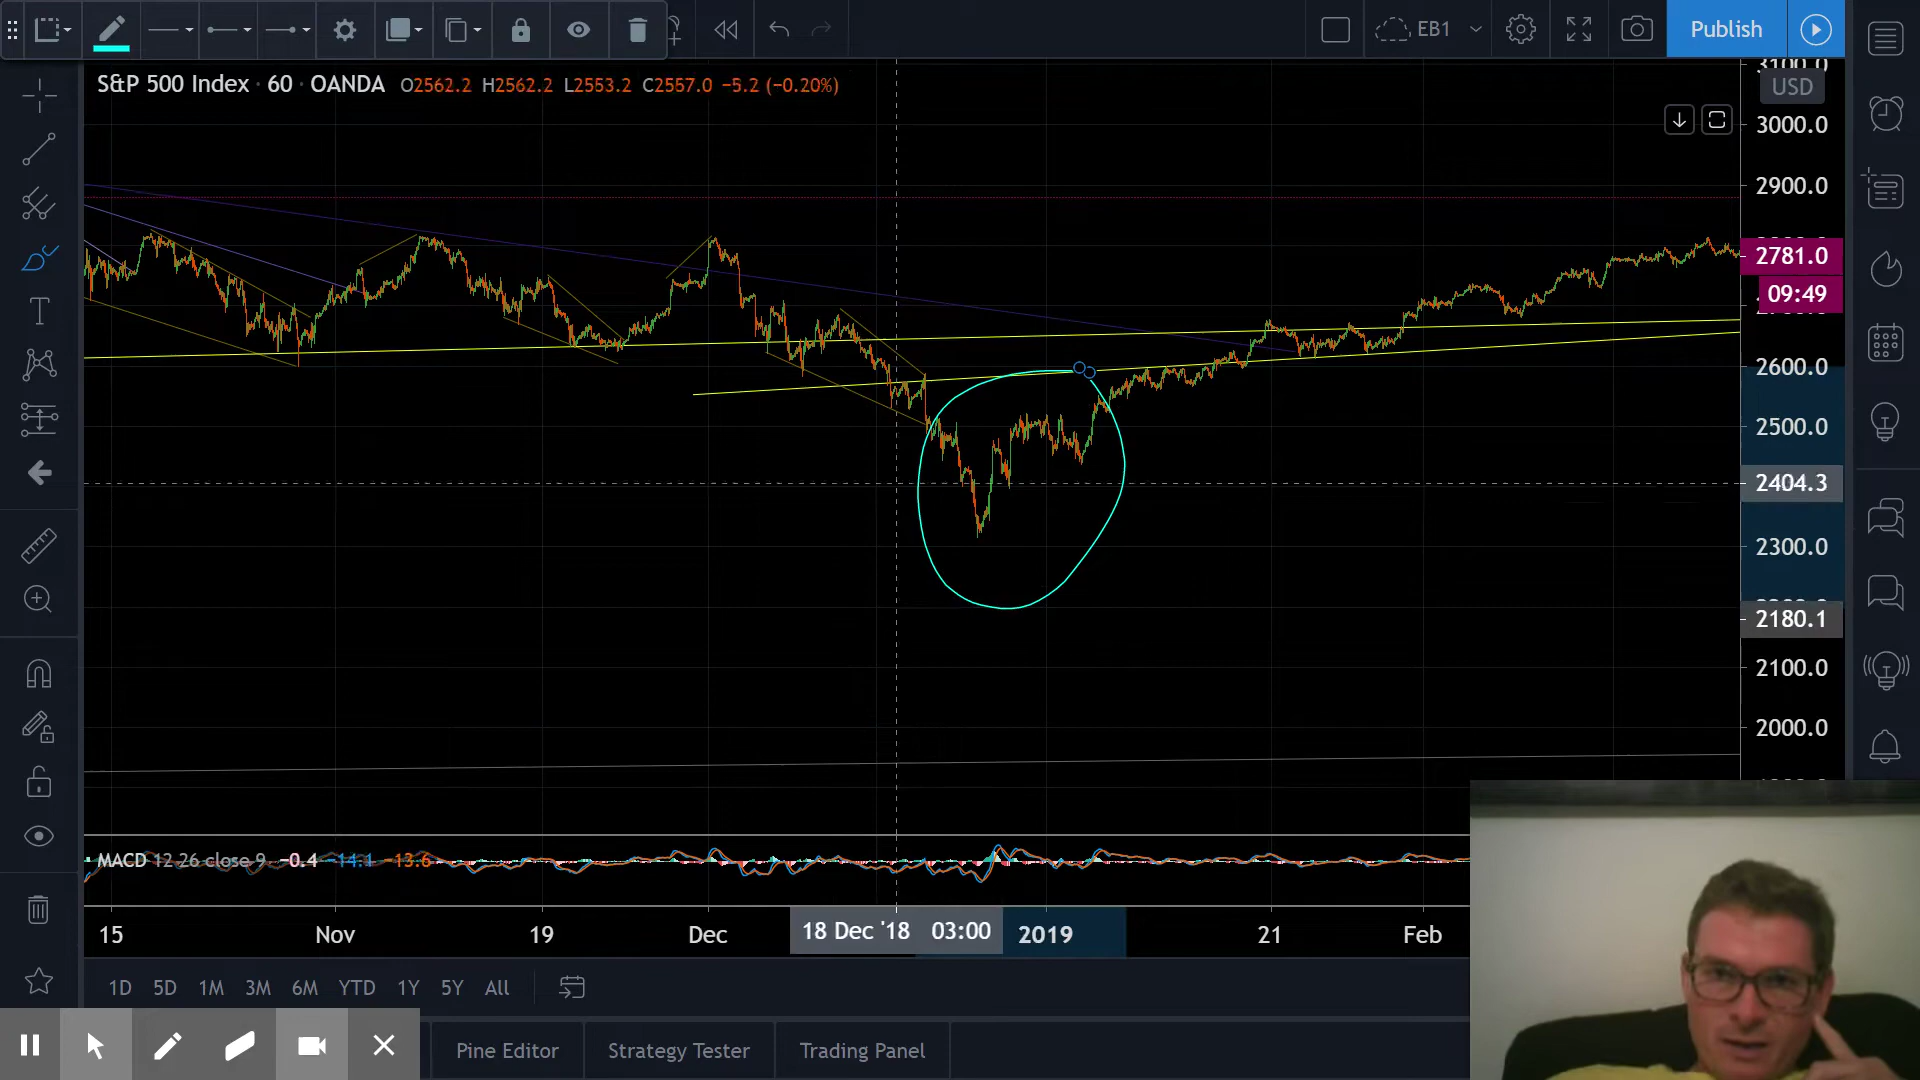 EB1
Publish
S&P 500 Index · 60 · OANDA O2562.2 H2562.2 L2553.2 C2557.0 −5.2 (−0.20%)
USD
3100.0
3000.0
2900.0
2781.0
09:49
2600.0
2500.0
2404.3
2300.0
2180.1
2100.0
2000.0
MACD 12 26 close 9 −0.4 −14.1 −13.6
15 Nov 19 Dec 18 Dec '18 03:00 2019 21 Feb
1D 5D 1M 3M 6M YTD 1Y 5Y All
Pine Editor Strategy Tester Trading Panel